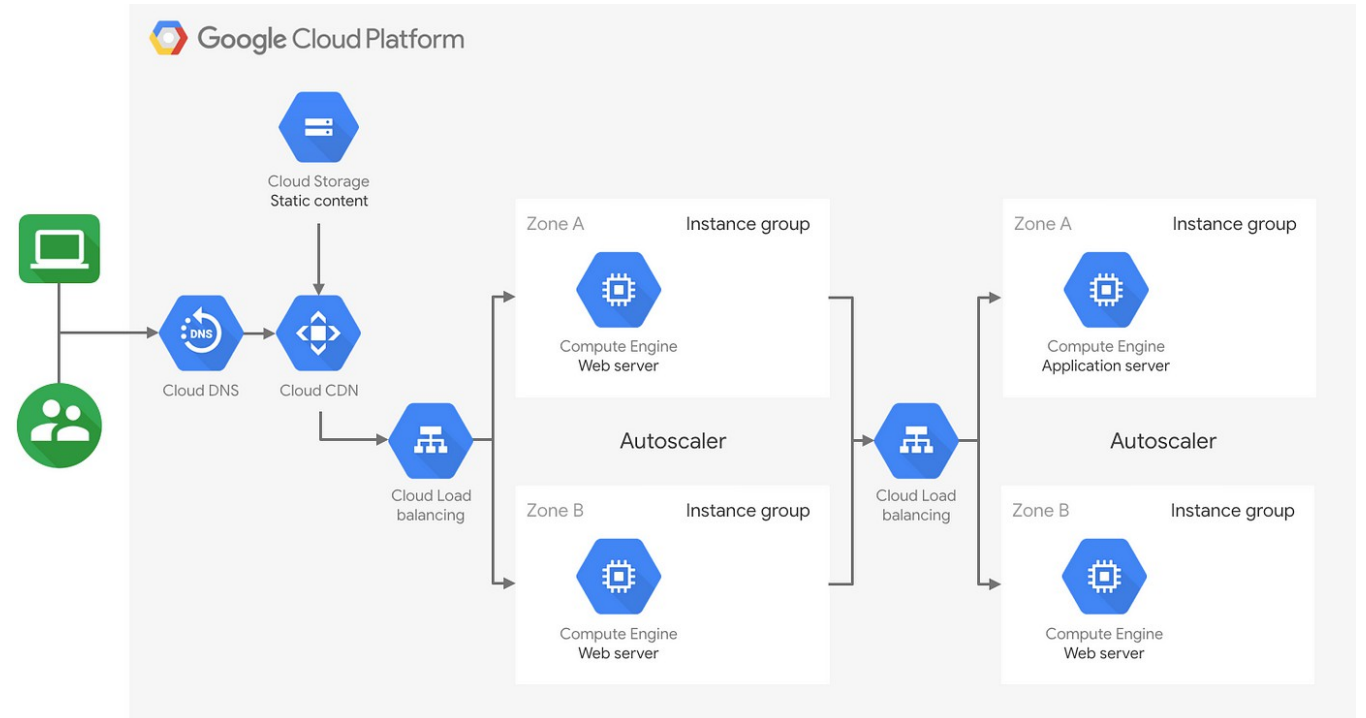 Google Cloud Platform
Cloud Storage
Static content
DNS
Cloud DNS
Cloud CDN
Cloud Load
balancing
Zone A
Instance group
Compute Engine
Web server
Autoscaler
Zone B
Instance group
Compute Engine
Web server
Cloud Load
balancing
Zone A
Instance group
Compute Engine
Application server
Autoscaler
Zone B
Instance group
Compute Engine
Web server